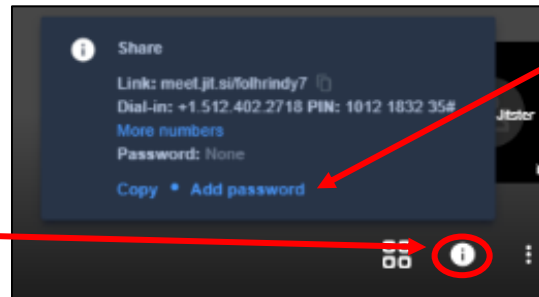 Share
Link: meet.jit.si/folhrindy7
Dial-in: +1.512.402.2718 PIN: 1012 1832 35#
Jitster
More numbers
Password: None
Copy • Add password